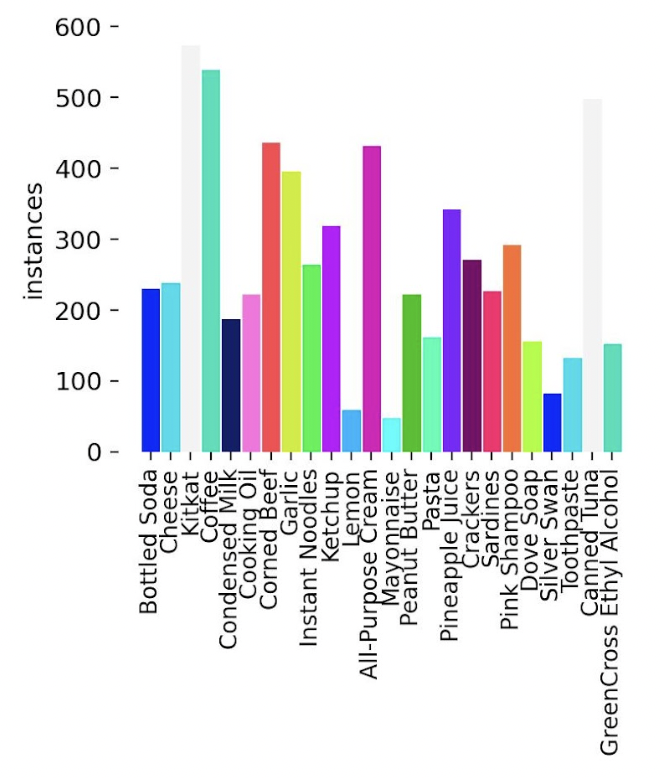 600
500
400
300
200
100
0
instances
Bottled Soda
Cheese
Kitkat
Coffee
Condensed Milk
Cooking Oil
Corned Beef
Garlic
Instant Noodles
Ketchup
Lemon
All-Purpose Cream
Mayonnaise
Peanut Butter
Pasta
Pineapple Juice
Crackers
Sardines
Pink Shampoo
Dove Soap
Silver Swan
Toothpaste
Canned Tuna
GreenCross Ethyl Alcohol